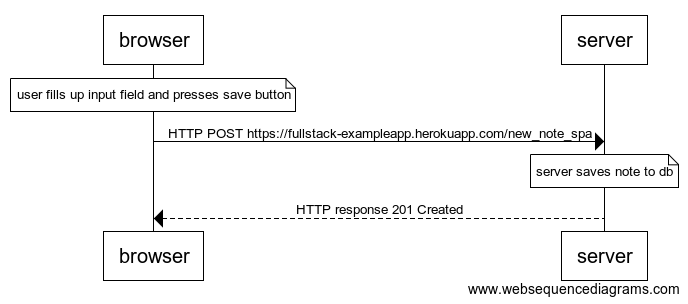 browser
server
user fills up input field and presses save button
HTTP POST https://fullstack-exampleapp.herokuapp.com/new_note_spa
server saves note to db
HTTP response 201 Created
browser
server
www.websequencediagrams.com